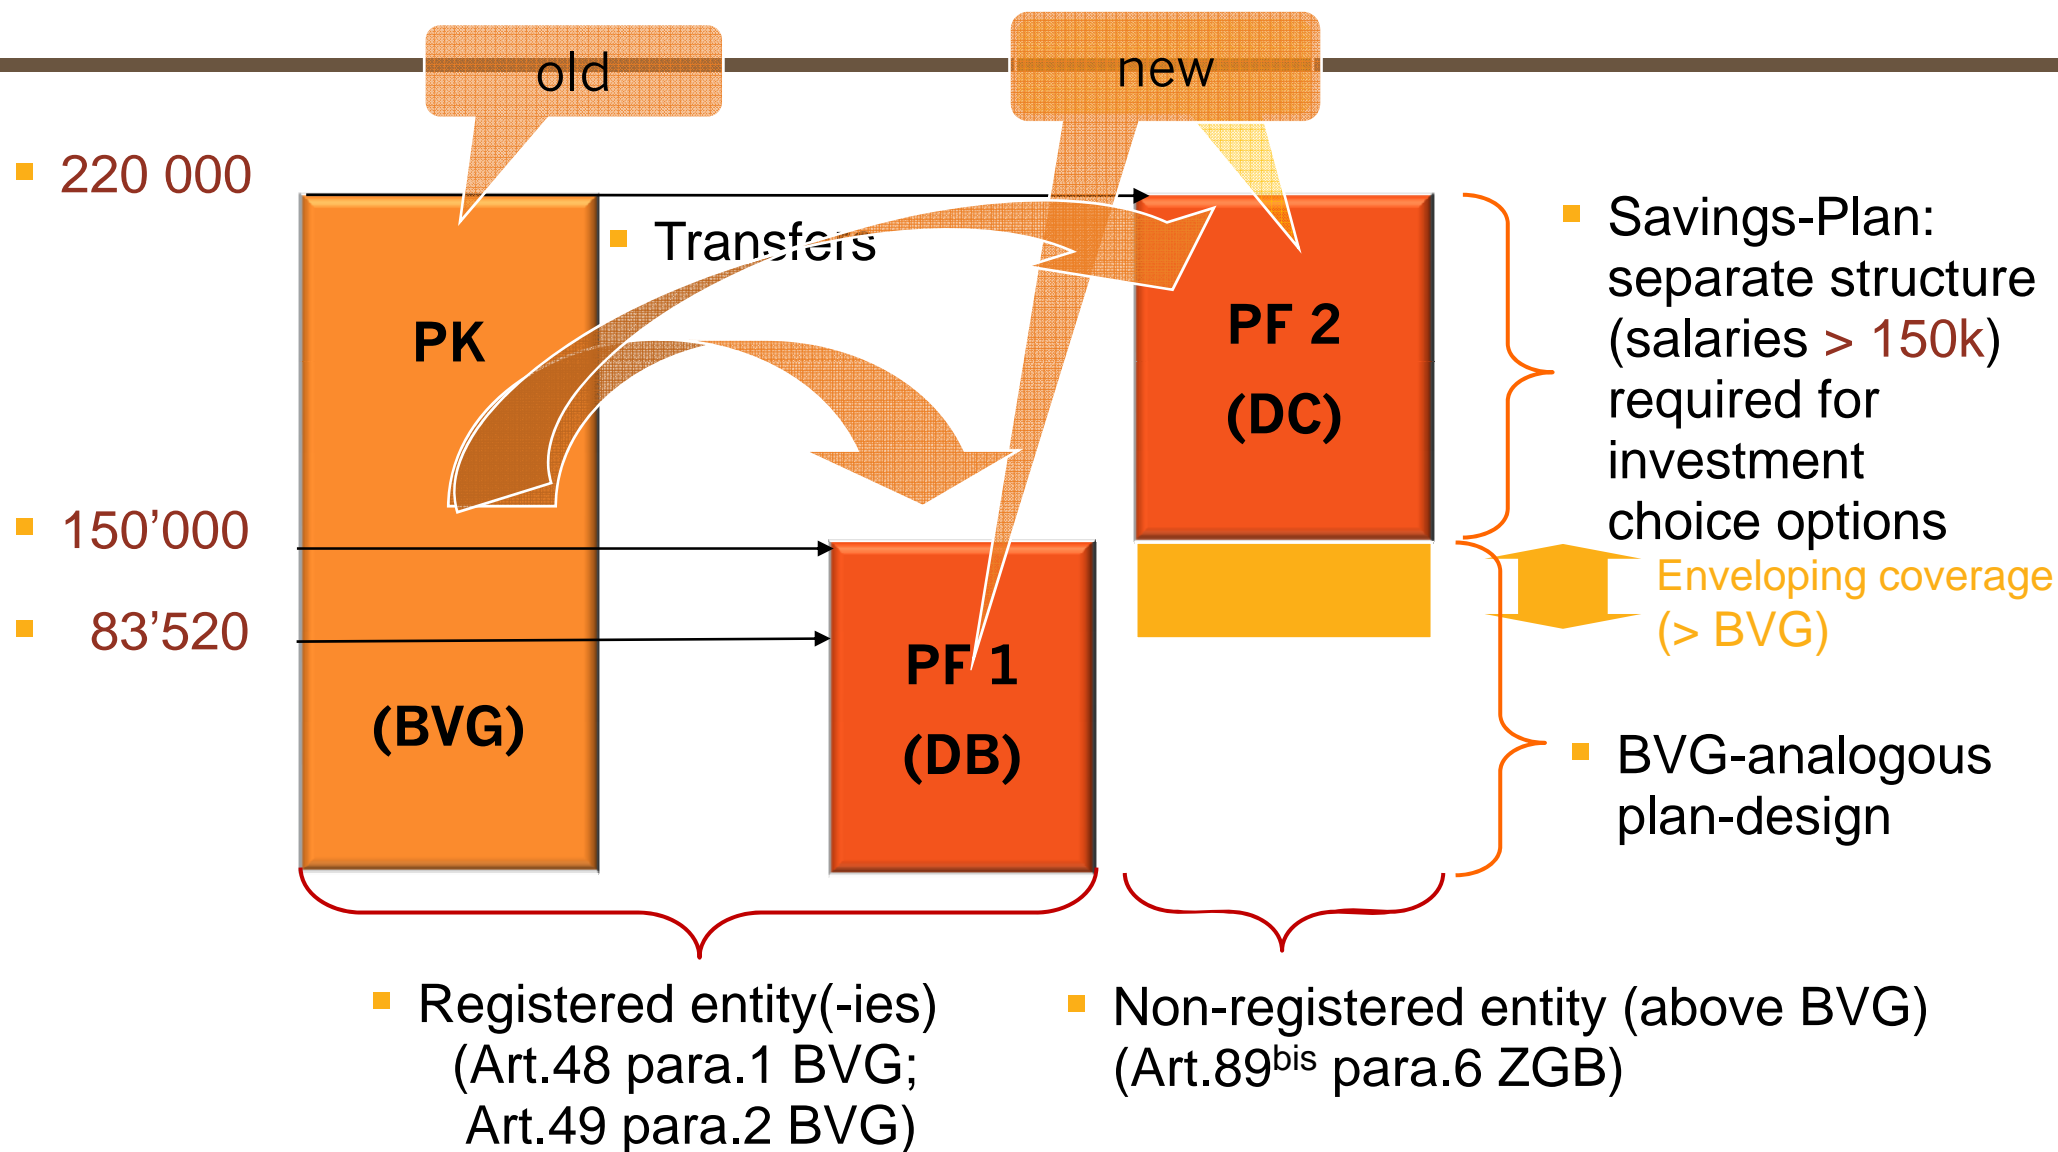 old
new
220 000
150’000
83’520
Transfers
PK
(BVG)
PF 1
(DB)
PF 2
(DC)
Savings-Plan:
separate structure
(salaries > 150k)
required for
investment
choice options
Enveloping coverage
(> BVG)
BVG-analogous
plan-design
Registered entity(-ies)
(Art.48 para.1 BVG;
Art.49 para.2 BVG)
Non-registered entity (above BVG)
(Art.89bis para.6 ZGB)